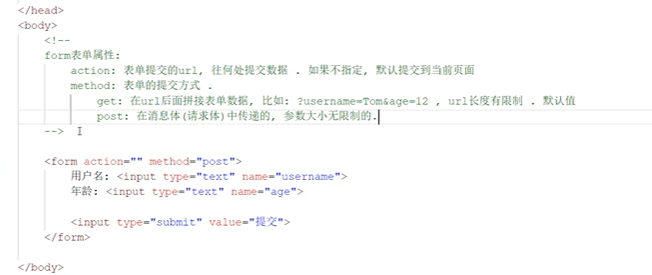 </head>
<body>
<!--
form表单属性:
action: 表单提交的url, 往何处提交数据 . 如果不指定, 默认提交到当前页面
method: 表单的提交方式 .
get: 在url后面拼接表单数据, 比如: ?username=Tom&age=12 , url长度有限制 . 默认值
post: 在消息体(请求体)中传递的, 参数大小无限制的.
-->
<form action="" method="post">
用户名: <input type="text" name="username">
年龄: <input type="text" name="age">
<input type="submit" value="提交">
</form>
</body>